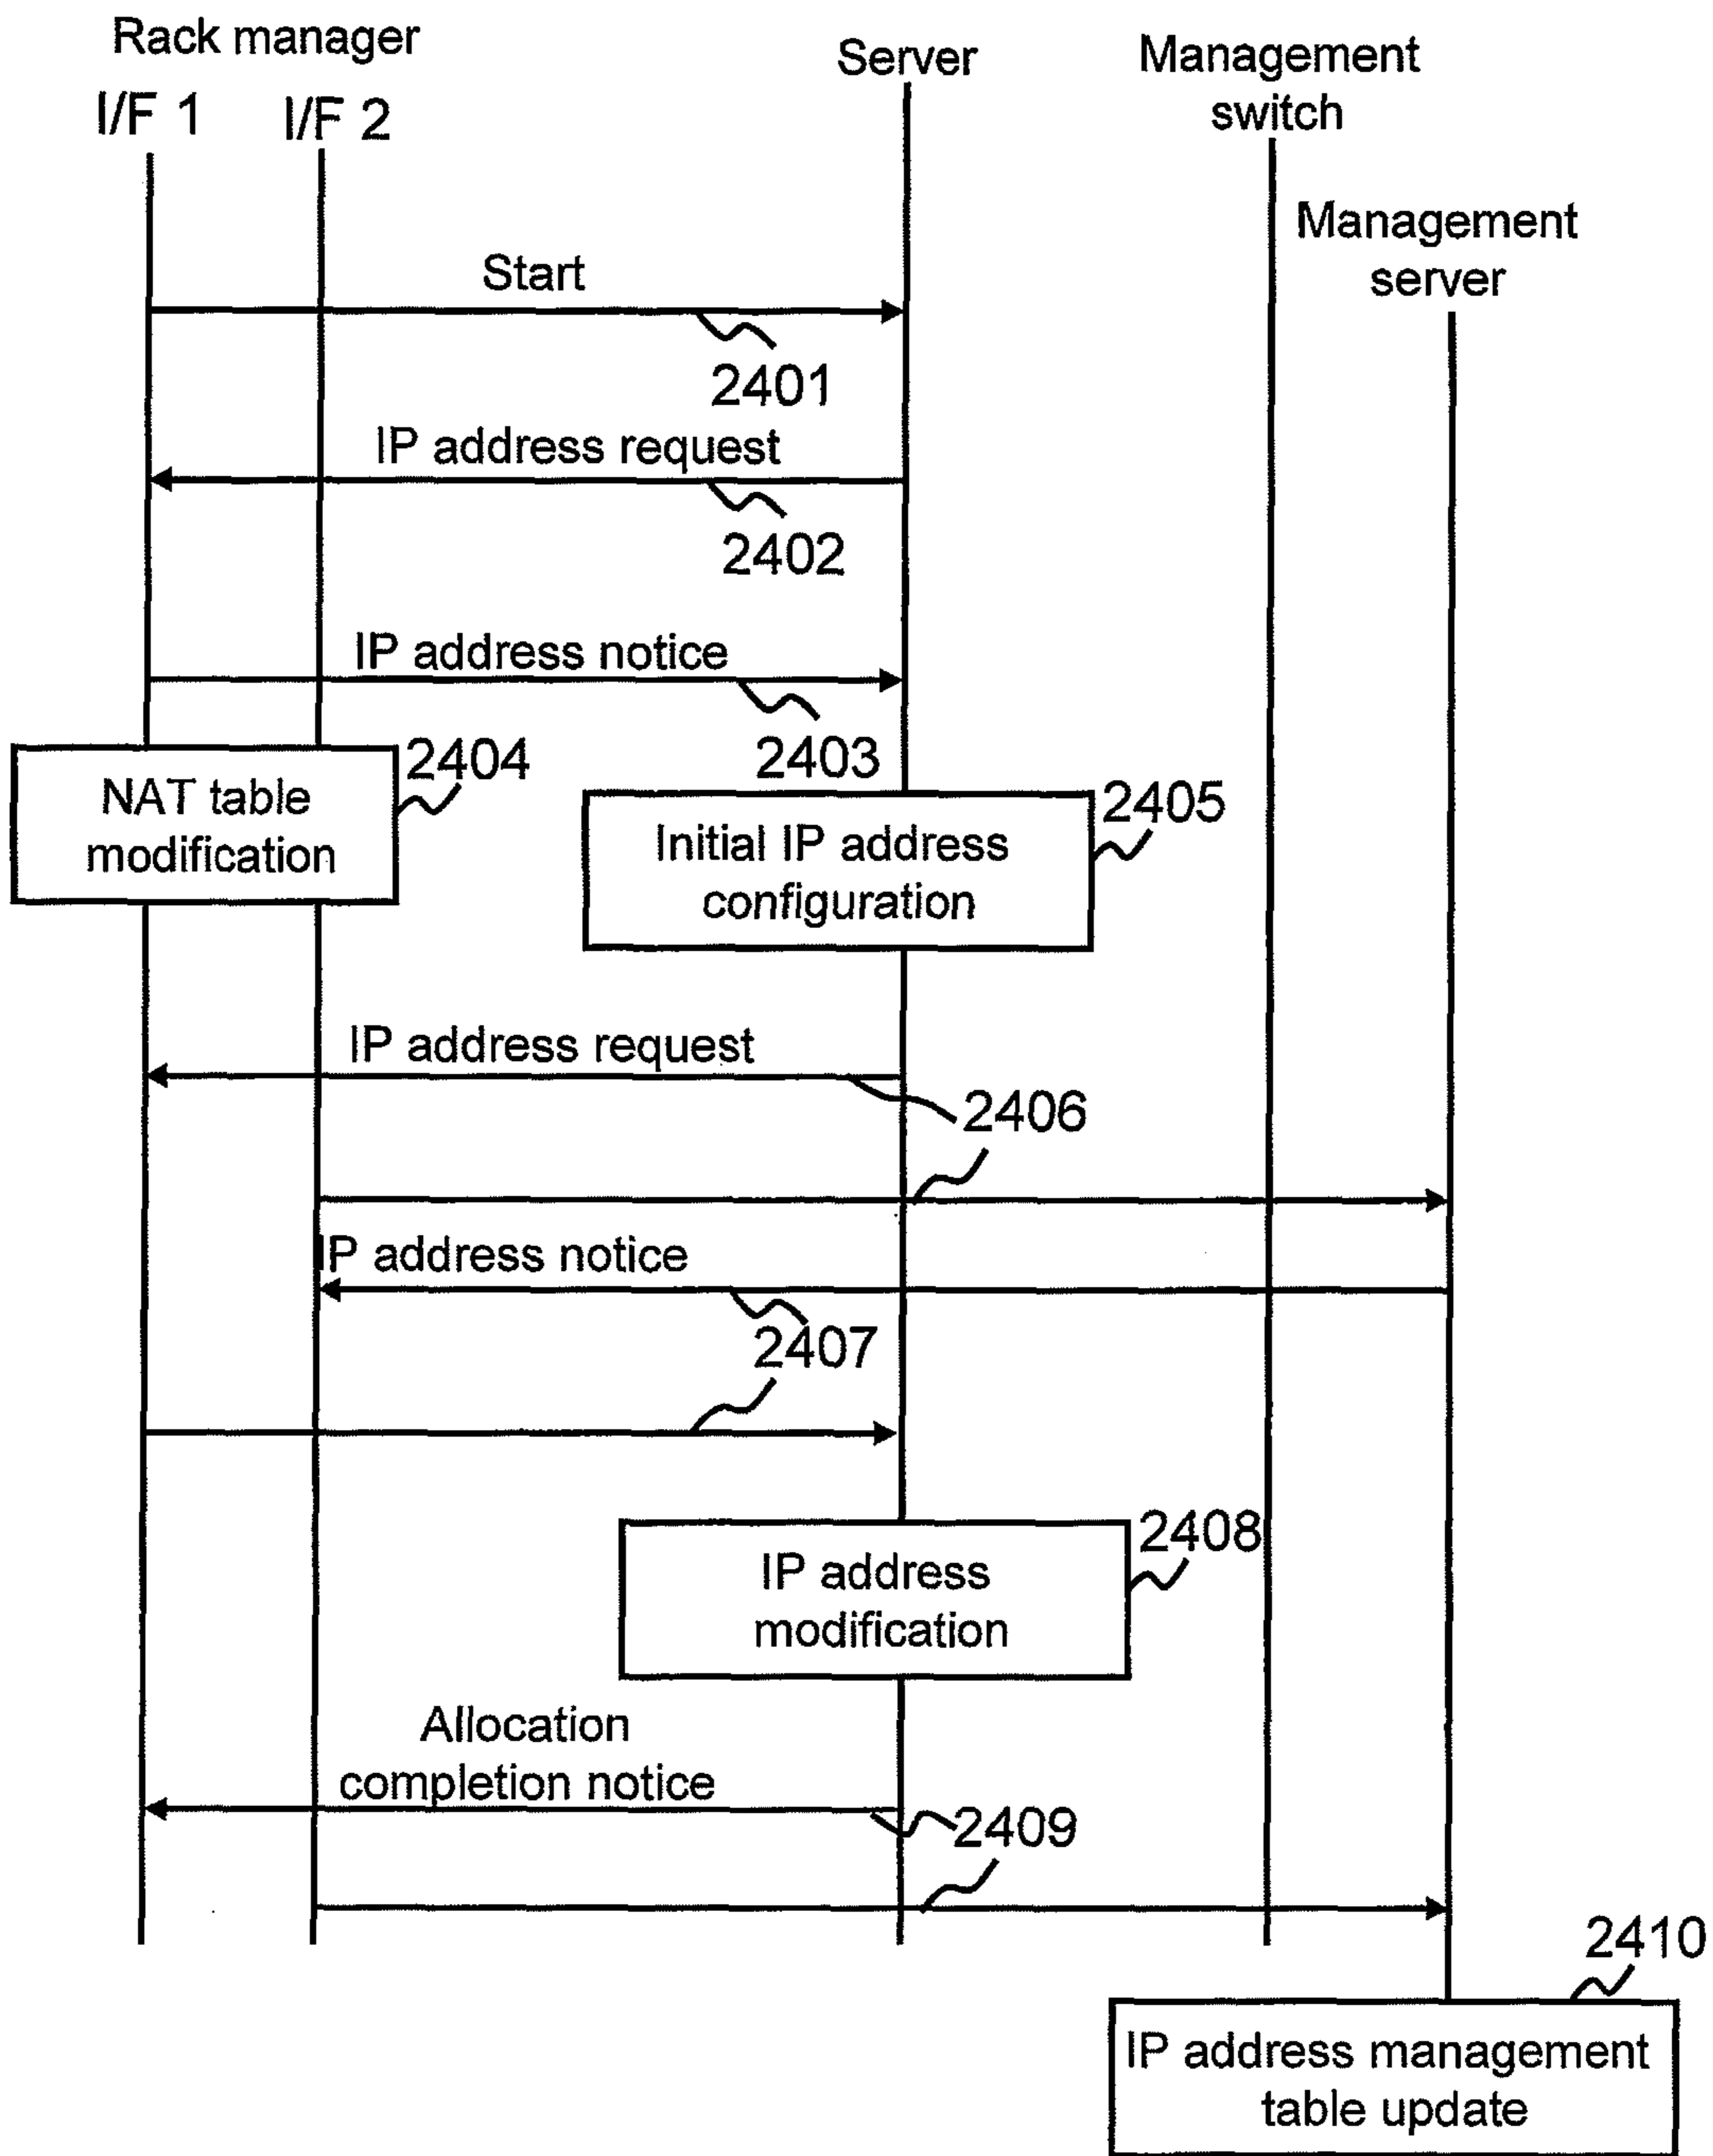 Rack manager
I/F 1
I/F 2
Server
Management
switch
Management
server
Start
2401
IP address request
2402
IP address notice
2403
NAT table
modification
2404
Initial IP address
configuration
2405
IP address request
2406
IP address notice
2407
IP address
modification
2408
Allocation
completion notice
2409
2410
IP address management
table update